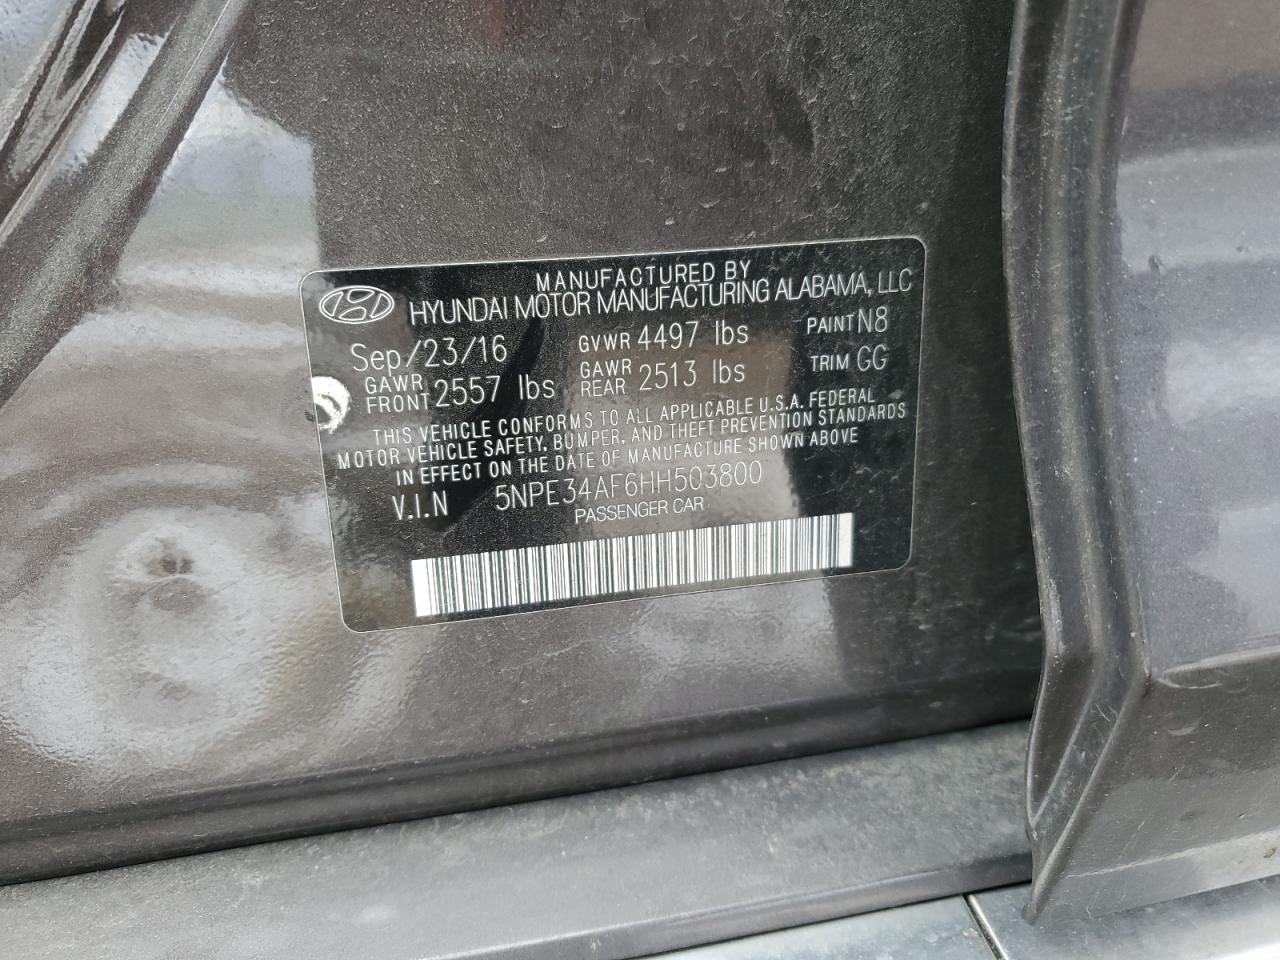 MANUFACTURED BY
HYUNDAI MOTOR MANUFACTURING ALABAMA, LLC
Sep/23/16 GVWR 4497 lbs PAINT N8
GAWR FRONT 2557 lbs GAWR REAR 2513 lbs TRIM GG
THIS VEHICLE CONFORMS TO ALL APPLICABLE U.S.A. FEDERAL
MOTOR VEHICLE SAFETY, BUMPER, AND THEFT PREVENTION STANDARDS
IN EFFECT ON THE DATE OF MANUFACTURE SHOWN ABOVE
V.I.N 5NPE34AF6HH503800
PASSENGER CAR